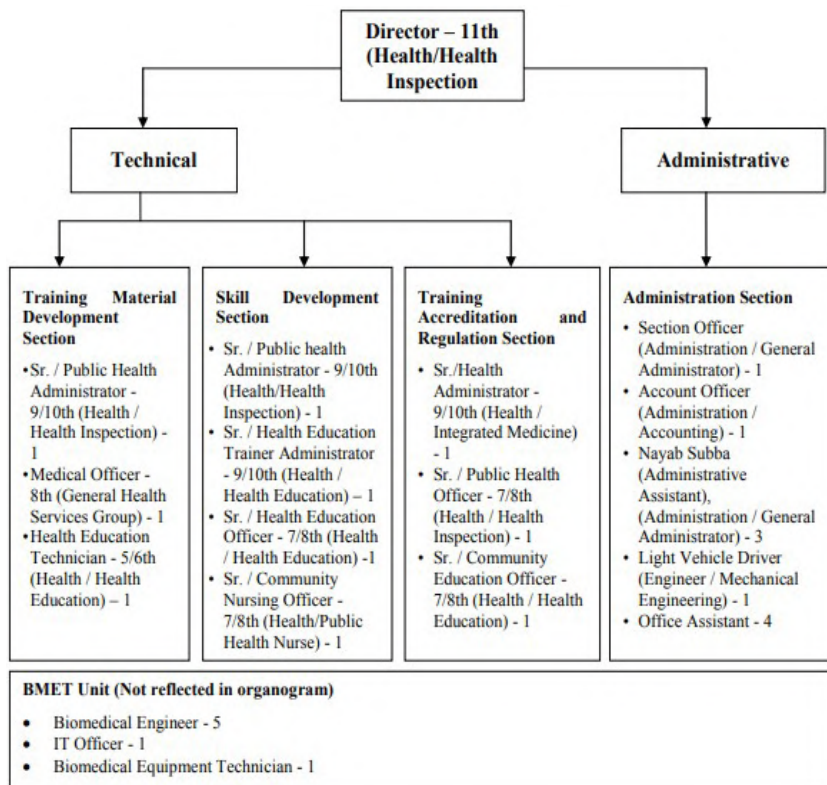 Director – 11th
(Health/Health
Inspection
Technical
Administrative
Training Material
Development
Section
•Sr. / Public Health
Administrator -
9/10th (Health /
Health Inspection) -
1
•Medical Officer -
8th (General Health
Services Group) - 1
•Health Education
Technician - 5/6th
(Health / Health
Education) – 1
Skill Development
Section
• Sr. / Public health
Administrator - 9/10th
(Health/Health
Inspection) - 1
• Sr. / Health Education
Trainer Administrator
- 9/10th (Health /
Health Education) – 1
• Sr. / Health Education
Officer - 7/8th (Health
/ Health Education) -1
• Sr. / Community
Nursing Officer -
7/8th (Health/Public
Health Nurse) - 1
Training
Accreditation and
Regulation Section
• Sr./Health
Administrator -
9/10th (Health /
Integrated Medicine)
- 1
• Sr. / Public Health
Officer - 7/8th
(Health / Health
Inspection) - 1
• Sr. / Community
Education Officer -
7/8th (Health / Health
Education) - 1
Administration Section
• Section Officer
(Administration / General
Administrator) - 1
• Account Officer
(Administration /
Accounting) - 1
• Nayab Subba
(Administrative
Assistant),
(Administration / General
Administrator) - 3
• Light Vehicle Driver
(Engineer / Mechanical
Engineering) - 1
• Office Assistant - 4
BMET Unit (Not reflected in organogram)
• Biomedical Engineer - 5
• IT Officer - 1
• Biomedical Equipment Technician - 1